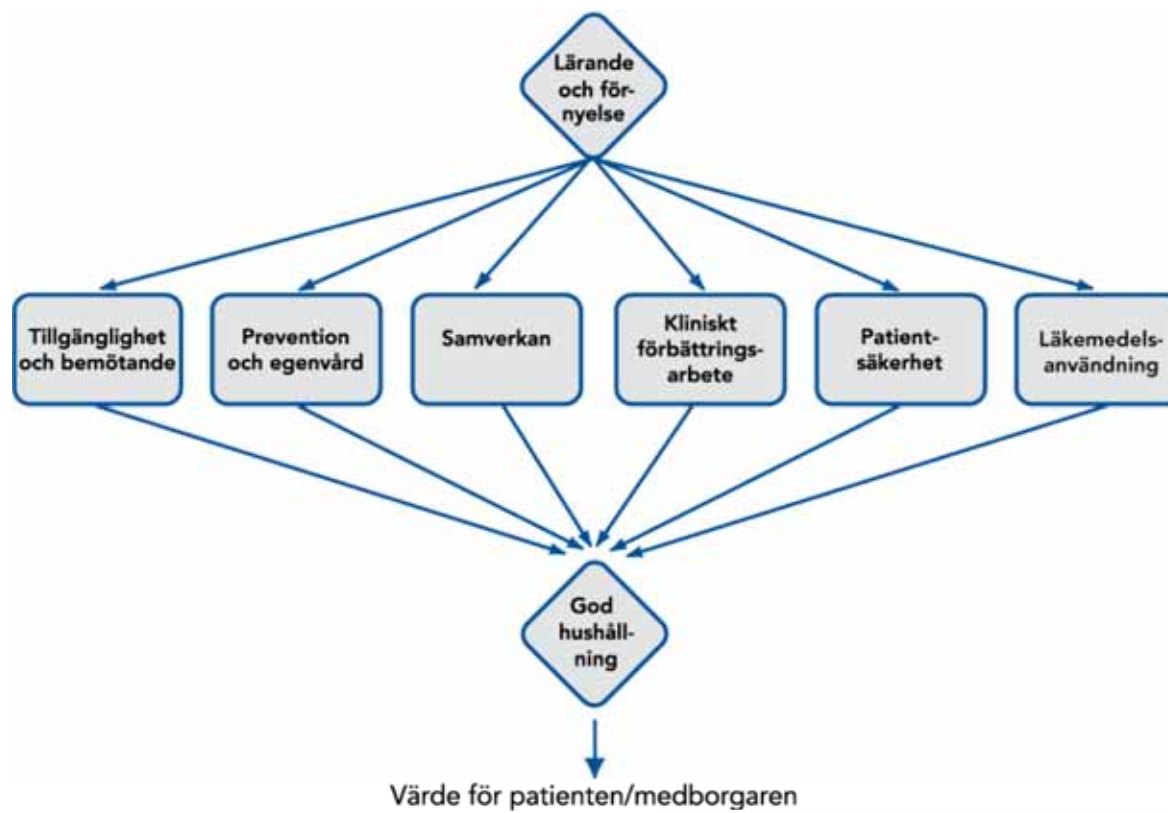 Lärande
och för-
nyelse
Tillgänglighet
och bemötande
Prevention
och egenvård
Samverkan
Kliniskt
förbättrings-
arbete
Patient-
säkerhet
Läkemedels-
användning
God
hushåll-
ning
Värde för patienten/medborgaren